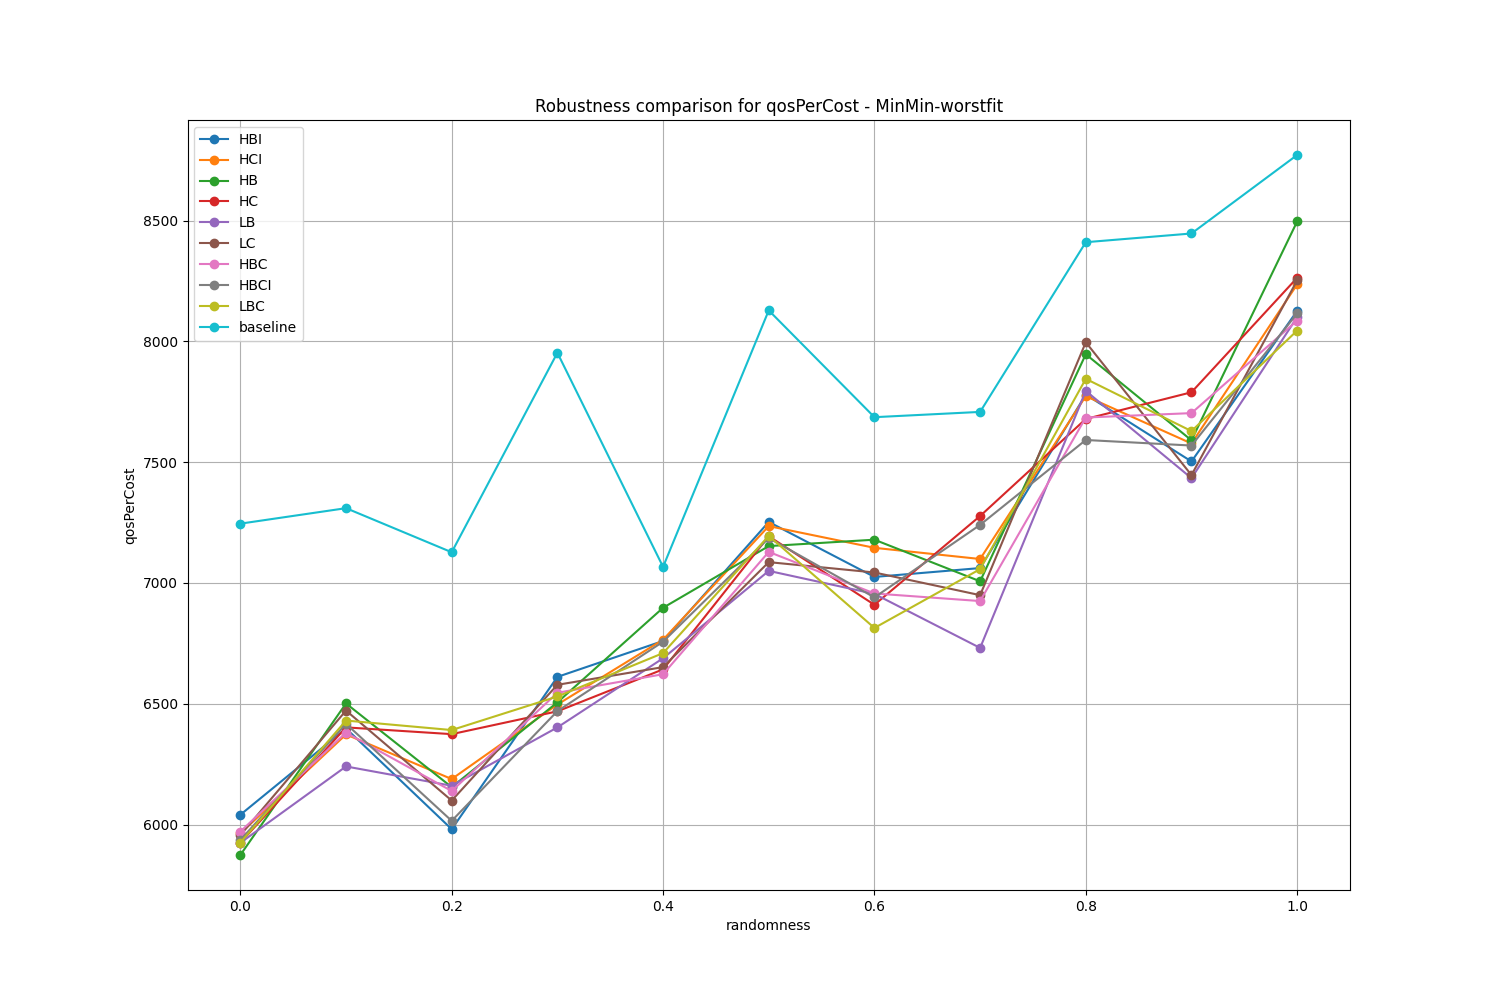 Robustness comparison for qosPerCost - MinMin-worstfit
HBI
HCI
HB
HC
LB
LC
HBC
HBCI
LBC
baseline
8500
8000
7500
7000
6500
6000
qosPerCost
0.0
0.2
0.4
0.6
0.8
1.0
randomness